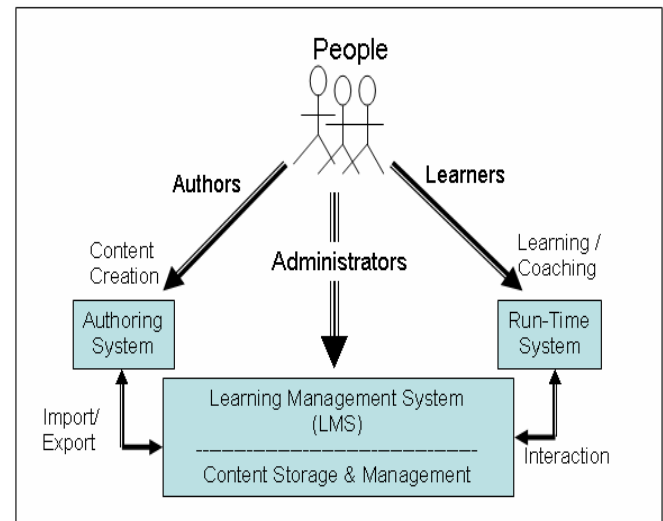 People
Authors
Learners
Content
Creation
Administrators
Learning /
Coaching
Authoring
System
Run-Time
System
Import/
Export
Learning Management System
(LMS)
Content Storage & Management
Interaction